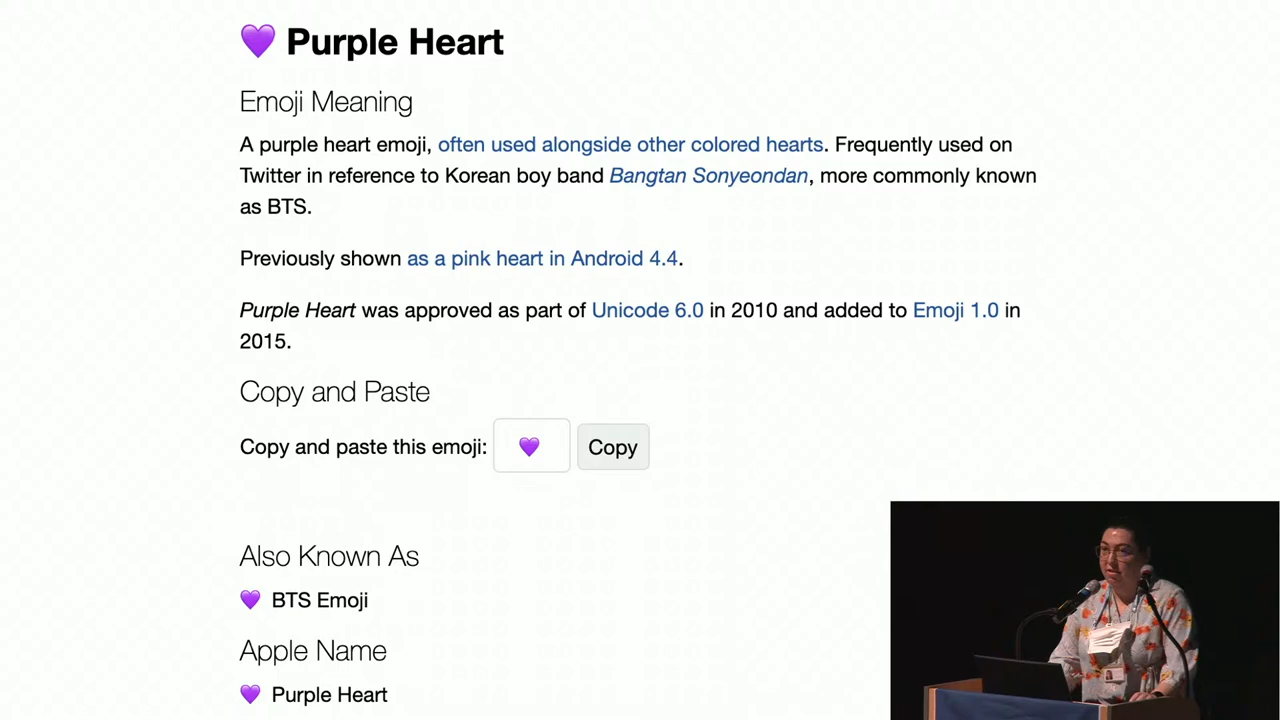 💜 Purple Heart
Emoji Meaning
A purple heart emoji, often used alongside other colored hearts. Frequently used on
Twitter in reference to Korean boy band Bangtan Sonyeondan, more commonly known
as BTS.
Previously shown as a pink heart in Android 4.4.
Purple Heart was approved as part of Unicode 6.0 in 2010 and added to Emoji 1.0 in
2015.
Copy and Paste
Copy and paste this emoji: 💜 Copy
Also Known As
💜 BTS Emoji
Apple Name
💜 Purple Heart